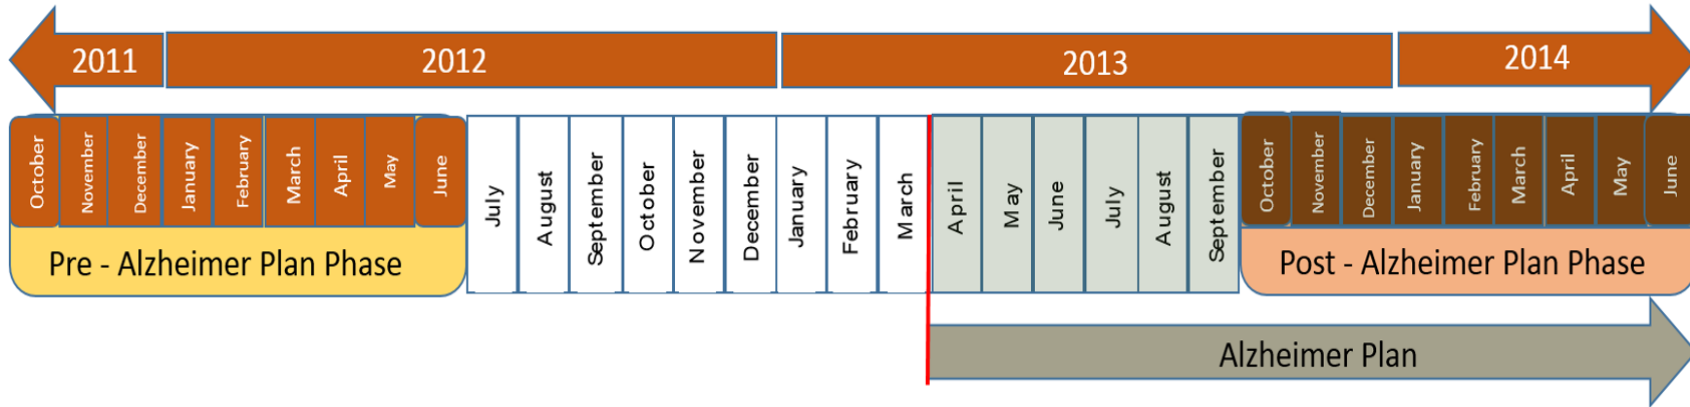 2011
2012
2013
2014
October
November
December
January
February
March
April
May
June
July
August
September
October
November
December
January
February
March
April
May
June
July
August
September
October
November
December
January
February
March
April
May
June
Pre - Alzheimer Plan Phase
Post - Alzheimer Plan Phase
Alzheimer Plan